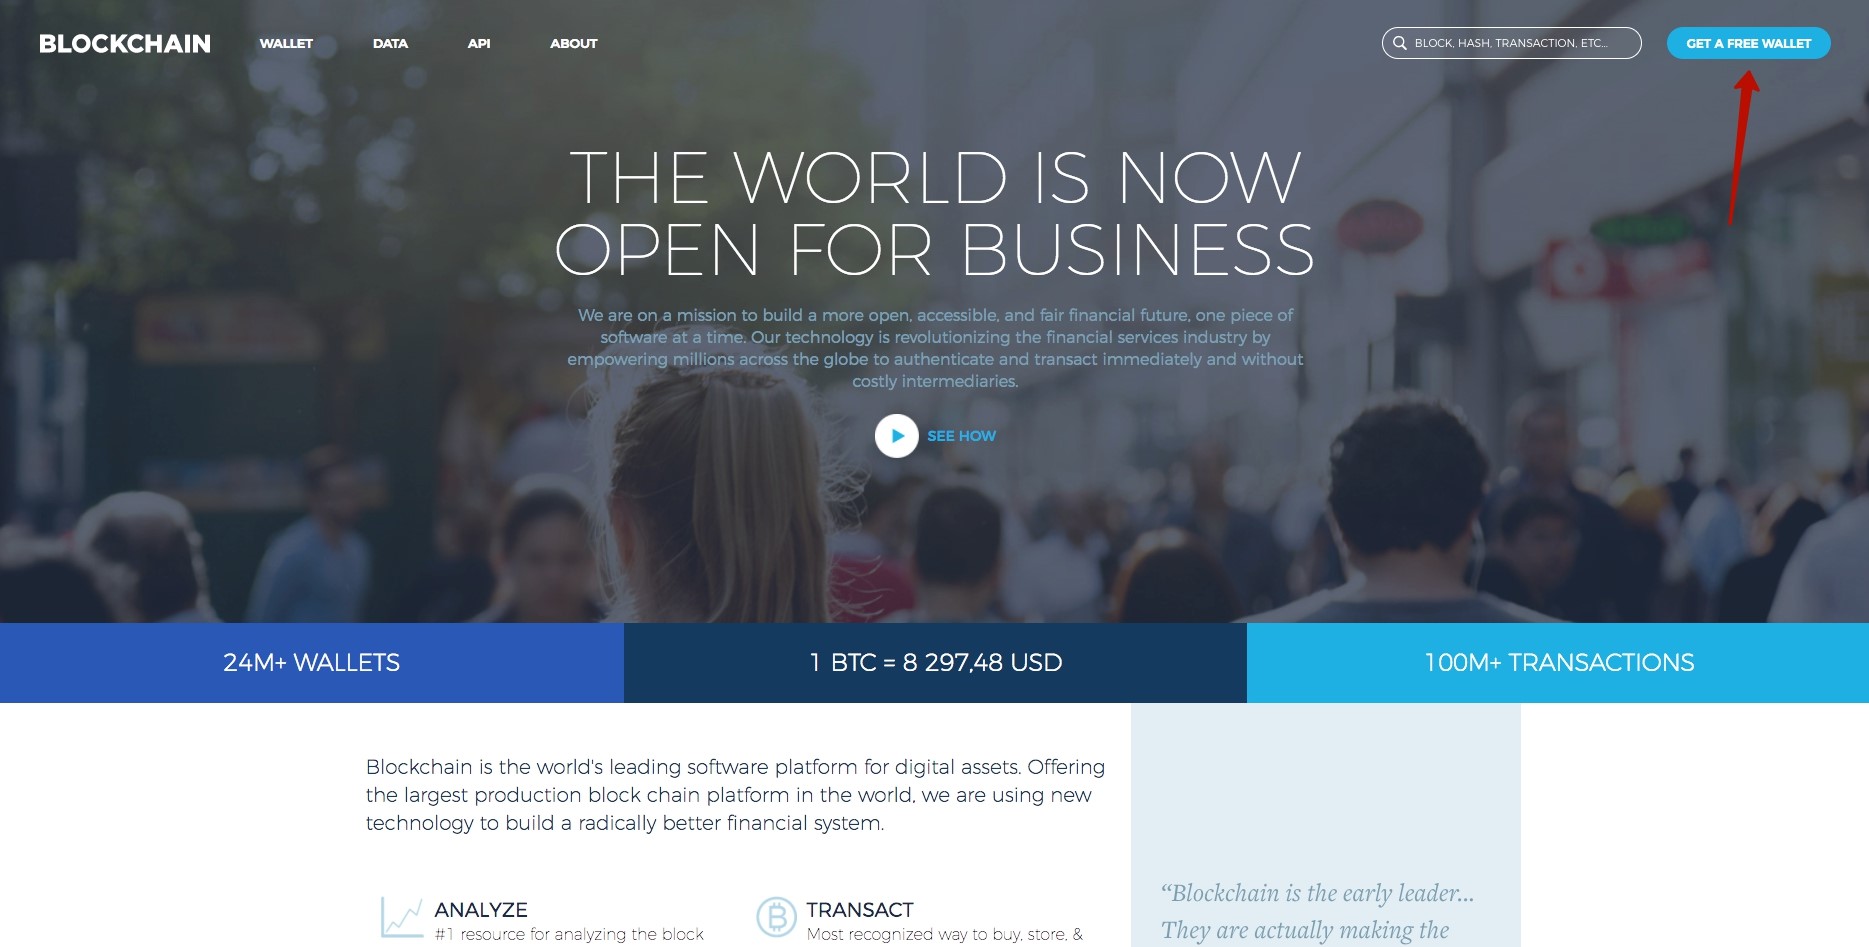 BLOCKCHAIN
WALLET
DATA
API
ABOUT
BLOCK, HASH, TRANSACTION, ETC...
GET A FREE WALLET
THE WORLD IS NOW
OPEN FOR BUSINESS
We are on a mission to build a more open, accessible, and fair financial future, one piece of
software at a time. Our technology is revolutionizing the financial services industry by
empowering millions across the globe to authenticate and transact immediately and without
costly intermediaries.
SEE HOW
24M+ WALLETS
1 BTC = 8 297,48 USD
100M+ TRANSACTIONS
Blockchain is the world's leading software platform for digital assets. Offering
the largest production block chain platform in the world, we are using new
technology to build a radically better financial system.
ANALYZE
#1 resource for analyzing the block
TRANSACT
Most recognized way to buy, store, &
“Blockchain is the early leader...
They are actually making the